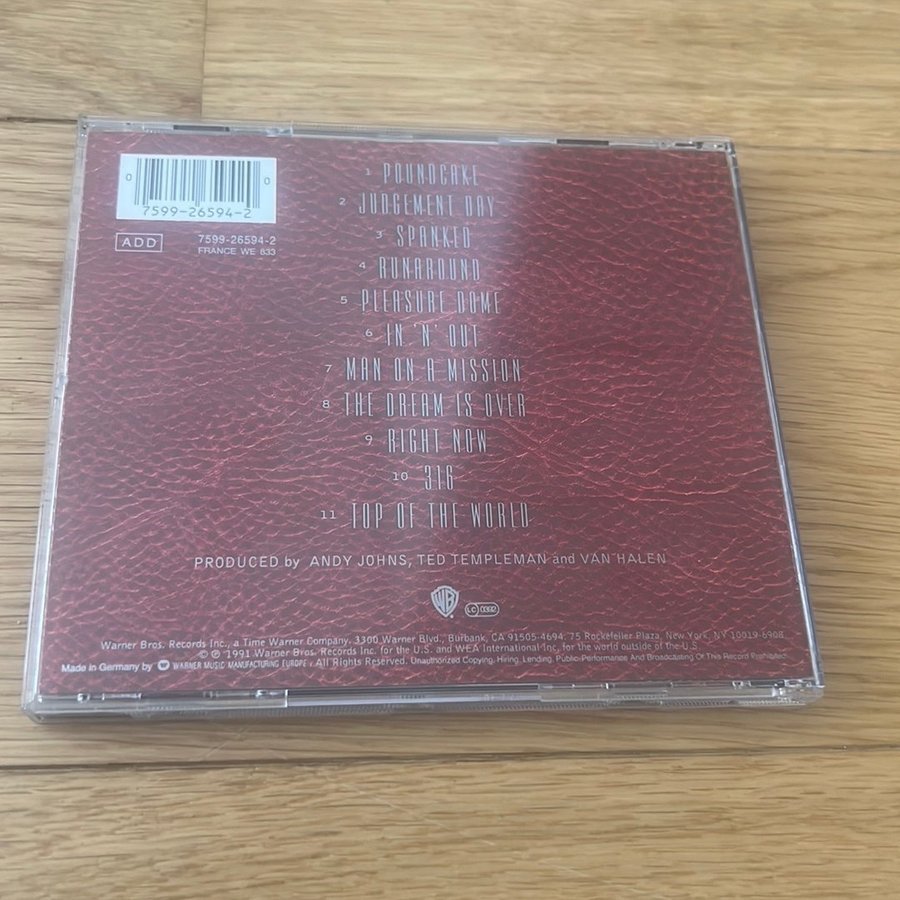 0 0
7599-26594-2
ADD
7599-26594-2
FRANCE WE 833
1 POUNDCAKE
2 JUDGEMENT DAY
3 SPANKED
4 RUNAROUND
5 PLEASURE DOME
6 IN 'N' OUT
7 MAN ON A MISSION
8 THE DREAM IS OVER
9 RIGHT NOW
10 316
11 TOP OF THE WORLD
PRODUCED by ANDY JOHNS, TED TEMPLEMAN and VAN HALEN
WB
LC 0392
Warner Bros. Records Inc., a Time Warner Company. 3300 Warner Blvd., Burbank, CA 91505-4694. 75 Rockefeller Plaza, New York, NY 10019-6908.
© ℗ 1991 Warner Bros. Records Inc. for the U.S. and WEA International Inc. for the world outside of the U.S.
Made in Germany by WARNER MUSIC MANUFACTURING EUROPE • All Rights Reserved. Unauthorized Copying, Hiring, Lending, Public Performance And Broadcasting Of This Record Prohibited.